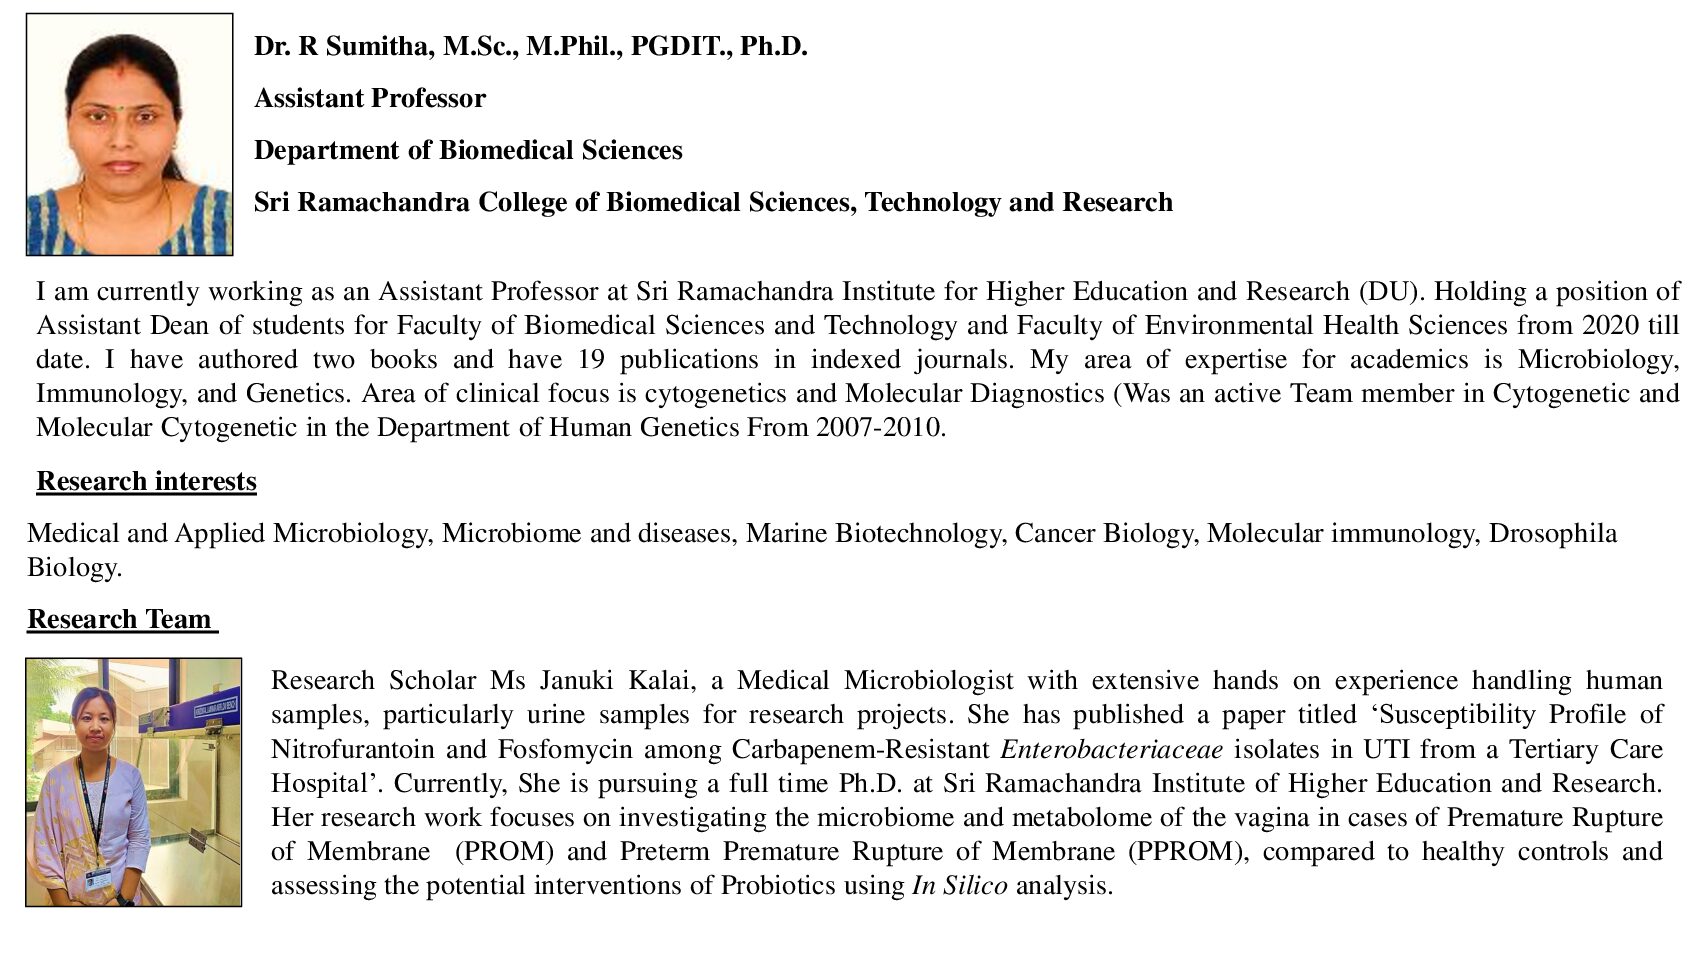 Dr. R Sumitha, M.Sc., M.Phil., PGDIT., Ph.D.
Assistant Professor
Department of Biomedical Sciences
Sri Ramachandra College of Biomedical Sciences, Technology and Research
I am currently working as an Assistant Professor at Sri Ramachandra Institute for Higher Education and Research (DU). Holding a position of
Assistant Dean of students for Faculty of Biomedical Sciences and Technology and Faculty of Environmental Health Sciences from 2020 till
date. I have authored two books and have 19 publications in indexed journals. My area of expertise for academics is Microbiology,
Immunology, and Genetics. Area of clinical focus is cytogenetics and Molecular Diagnostics (Was an active Team member in Cytogenetic and
Molecular Cytogenetic in the Department of Human Genetics From 2007-2010.
Research interests
Medical and Applied Microbiology, Microbiome and diseases, Marine Biotechnology, Cancer Biology, Molecular immunology, Drosophila
Biology.
Research Team
Research Scholar Ms Januki Kalai, a Medical Microbiologist with extensive hands on experience handling human
samples, particularly urine samples for research projects. She has published a paper titled ‘Susceptibility Profile of
Nitrofurantoin and Fosfomycin among Carbapenem-Resistant Enterobacteriaceae isolates in UTI from a Tertiary Care
Hospital’. Currently, She is pursuing a full time Ph.D. at Sri Ramachandra Institute of Higher Education and Research.
Her research work focuses on investigating the microbiome and metabolome of the vagina in cases of Premature Rupture
of Membrane (PROM) and Preterm Premature Rupture of Membrane (PPROM), compared to healthy controls and
assessing the potential interventions of Probiotics using In Silico analysis.